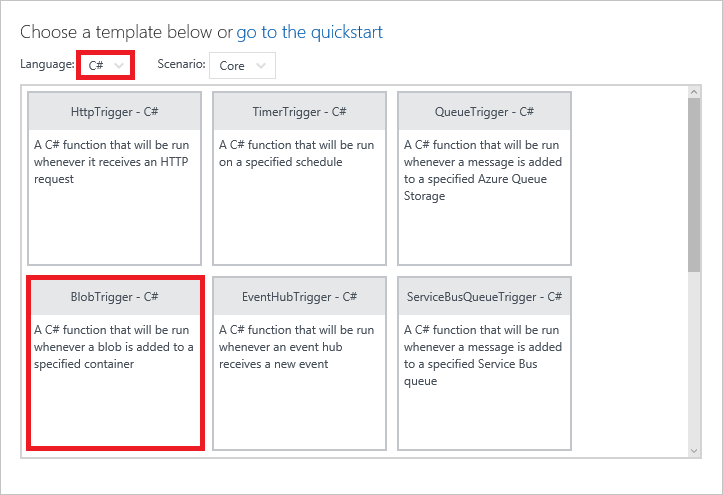 Choose a template below or go to the quickstart
Language: C# Scenario: Core
HttpTrigger - C#
A C# function that will be run
whenever it receives an HTTP
request
TimerTrigger - C#
A C# function that will be run
on a specified schedule
QueueTrigger - C#
A C# function that will be run
whenever a message is added
to a specified Azure Queue
Storage
BlobTrigger - C#
A C# function that will be run
whenever a blob is added to a
specified container
EventHubTrigger - C#
A C# function that will be run
whenever an event hub
receives a new event
ServiceBusQueueTrigger - C#
A C# function that will be run
whenever a message is added
to a specified Service Bus
queue